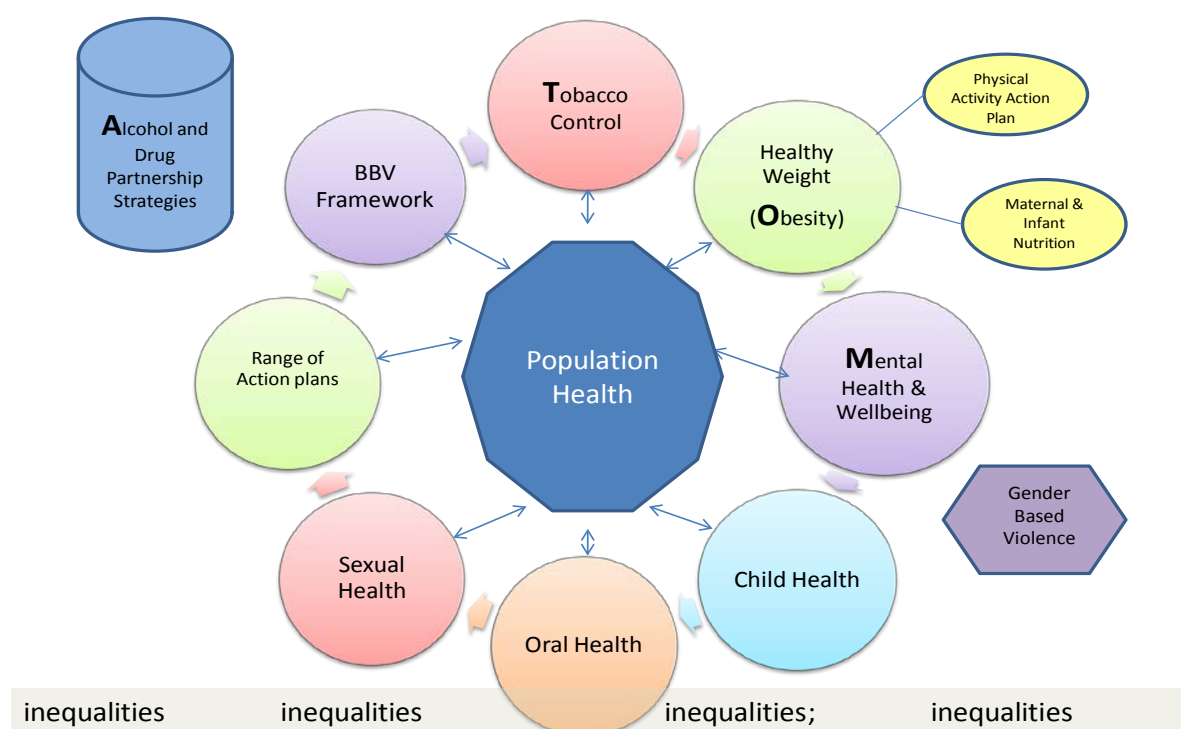 Alcohol and
Drug
Partnership
Strategies
Tobacco
Control
Physical
Activity Action
Plan
BBV
Framework
Healthy
Weight
(Obesity)
Maternal &
Infant
Nutrition
Range of
Action plans
Population
Health
Mental
Health &
Wellbeing
Gender
Based
Violence
Sexual
Health
Child Health
Oral Health
inequalities inequalities inequalities; inequalities